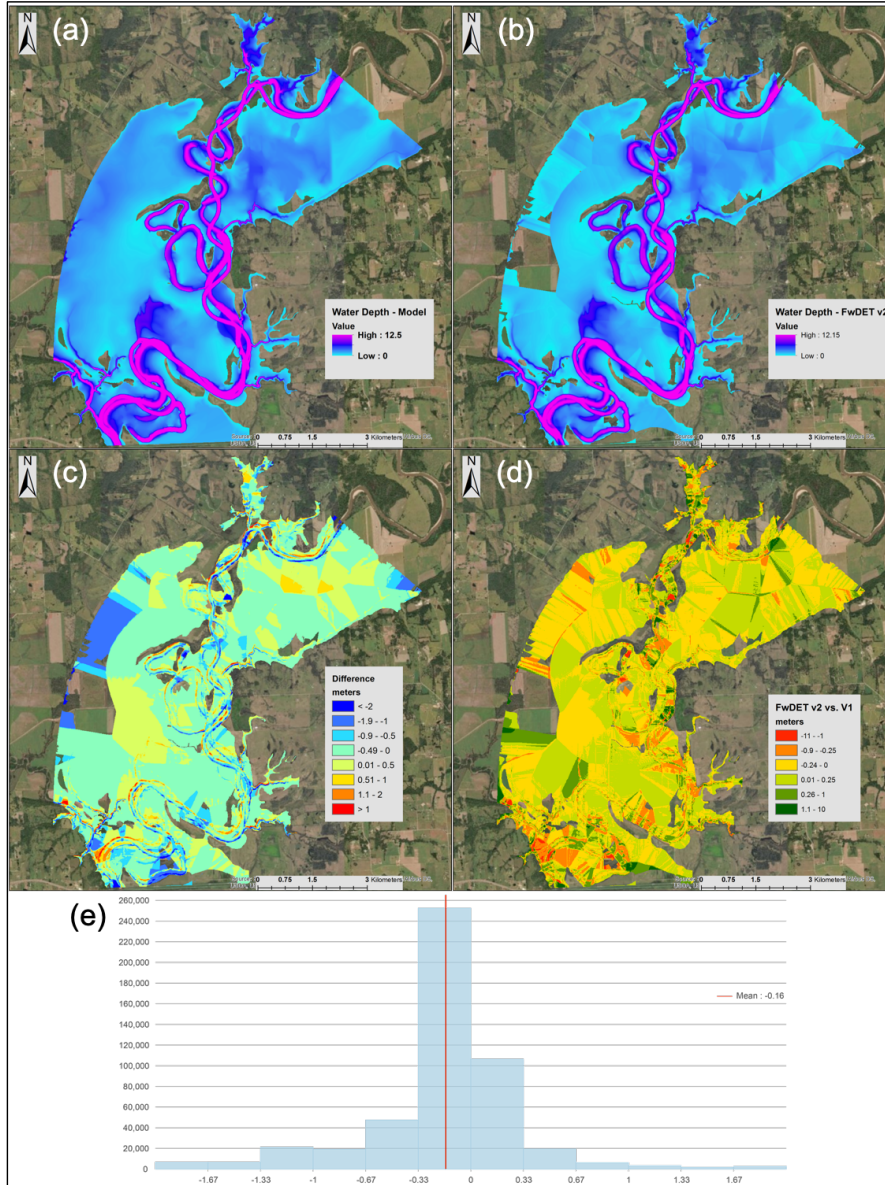 N
(a)
Water Depth - Model
Value
High : 12.5
Low : 0
0 0.75 1.5 3 Kilometers
N
(b)
Water Depth - FwDET v2
Value
High : 12.15
Low : 0
0 0.75 1.5 3 Kilometers
N
(c)
Difference
meters
< -2
-1.9 - -1
-0.9 - -0.5
-0.49 - 0
0.01 - 0.5
0.51 - 1
1.1 - 2
> 1
0 0.75 1.5 3 Kilometers
N
(d)
FwDET v2 vs. V1
meters
-11 - -1
-0.9 - -0.25
-0.24 - 0
0.01 - 0.25
0.26 - 1
1.1 - 10
0 0.75 1.5 3 Kilometers
(e)
260,000
240,000
220,000
200,000
180,000
160,000
140,000
120,000
100,000
80,000
60,000
40,000
20,000
0
Mean : -0.16
-1.67 -1.33 -1 -0.67 -0.33 0 0.33 0.67 1 1.33 1.67